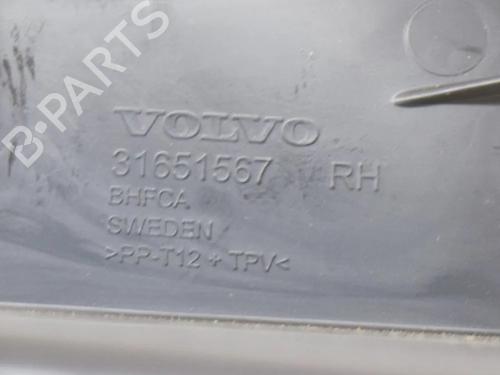 B-PARTS
VOLVO
31651567 RH
BHFCA
SWEDEN
>PP-T12 + TPV<